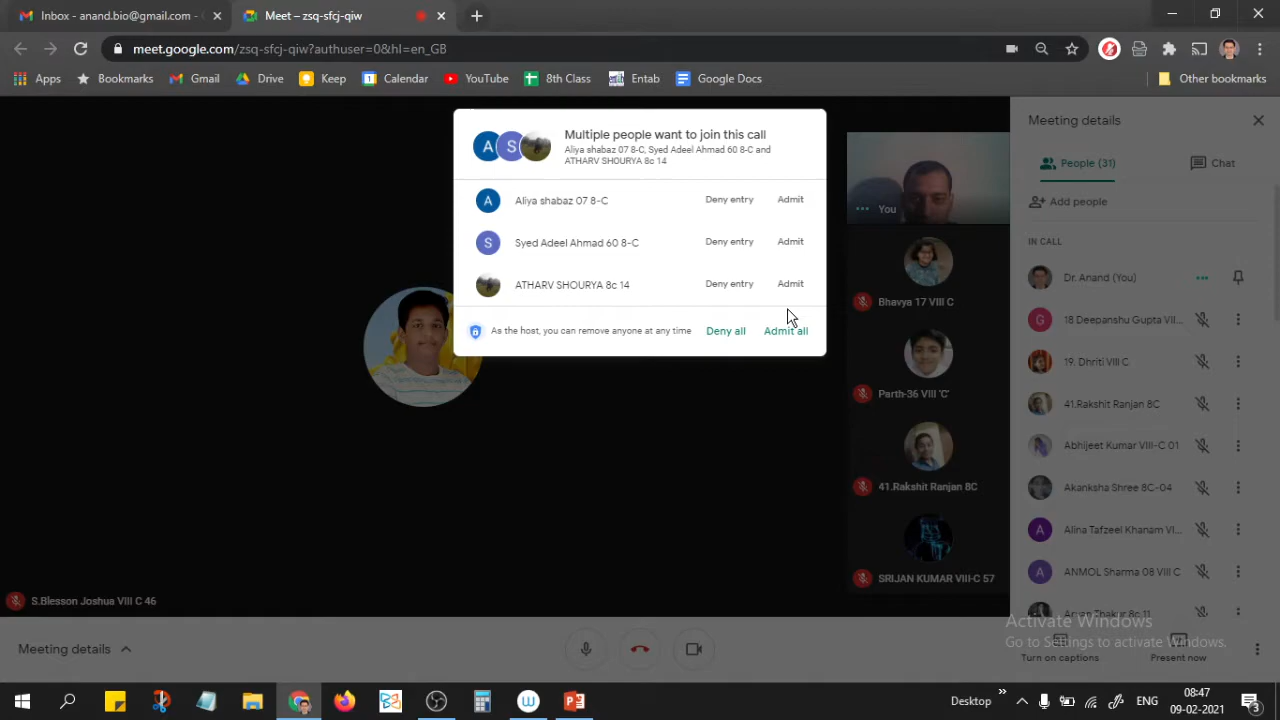 Inbox - anand.bio@gmail.com -
Meet – zsq-sfcj-qiw
meet.google.com/zsq-sfcj-qiw?authuser=0&hl=en_GB
Apps
Bookmarks
Gmail
Drive
Keep
Calendar
YouTube
8th Class
Entab
Google Docs
Other bookmarks
A S
Multiple people want to join this call
Aliya shabaz 07 8-C, Syed Adeel Ahmad 60 8-C and
ATHARV SHOURYA 8c 14
A Aliya shabaz 07 8-C Deny entry Admit
S Syed Adeel Ahmad 60 8-C Deny entry Admit
ATHARV SHOURYA 8c 14 Deny entry Admit
As the host, you can remove anyone at any time Deny all Admit all
S.Blesson Joshua VIII C 46
You
Bhavya 17 VIII C
Parth-36 VIII 'C'
41.Rakshit Ranjan 8C
SRIJAN KUMAR VIII-C 57
Meeting details
People (31)
Chat
Add people
IN CALL
Dr. Anand (You)
G 18 Deepanshu Gupta VII...
19. Dhriti VIII C
41.Rakshit Ranjan 8C
Abhijeet Kumar VIII-C 01
Akanksha Shree 8C-04
A Alina Tafzeel Khanam VI...
A ANMOL Sharma 08 VIII C
Aryan Thakur 8c 11
Activate Windows
Go to Settings to activate Windows.
Meeting details
Turn on captions
Present now
Desktop
ENG
08:47
09-02-2021
3